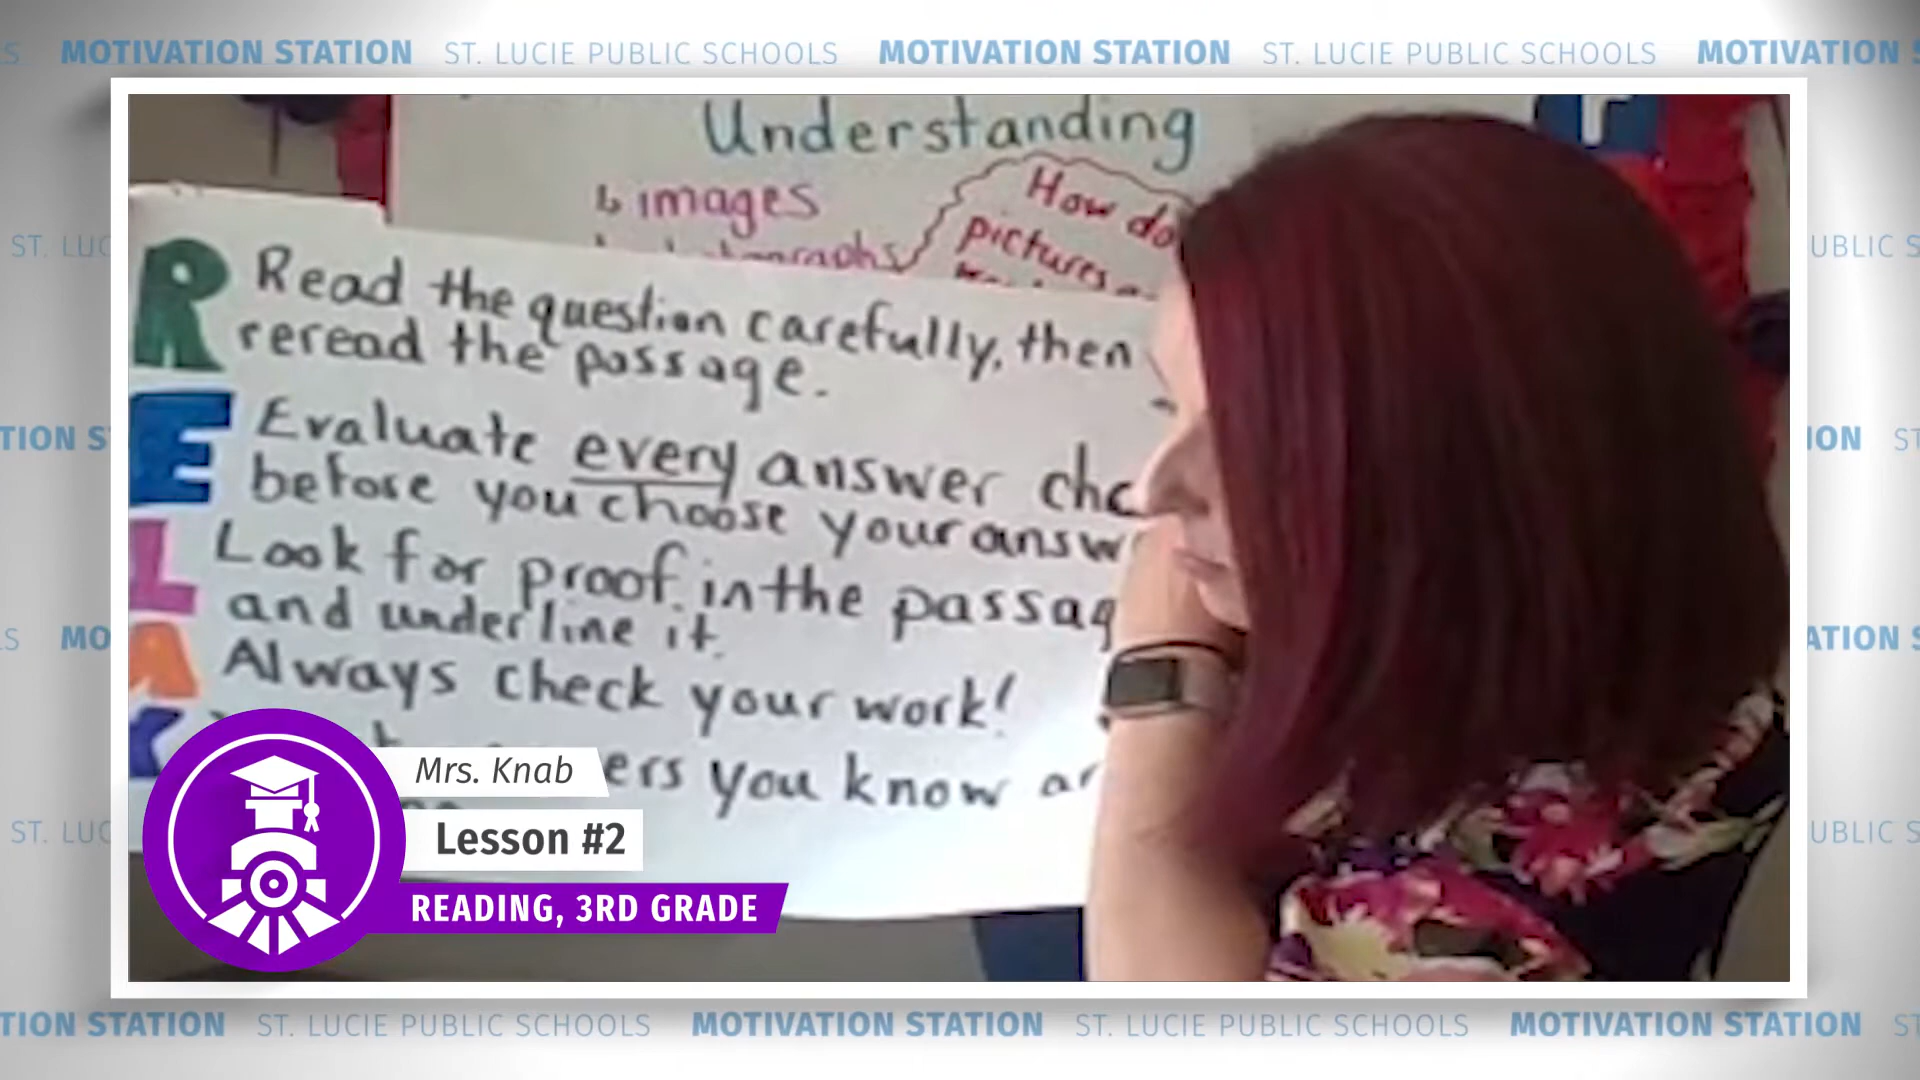 MOTIVATION STATION ST. LUCIE PUBLIC SCHOOLS MOTIVATION STATION ST. LUCIE PUBLIC SCHOOLS MOTIVATION
Understanding
images
How do
pictures
R Read the question carefully, then
reread the passage.
E Evaluate every answer
before you choose your
L Look for proof in the
and underline it.
A Always check your work!
K
you know
Mrs. Knab
Lesson #2
READING, 3RD GRADE
STATION ST. LUCIE PUBLIC SCHOOLS MOTIVATION STATION ST. LUCIE PUBLIC SCHOOLS MOTIVATION STATION